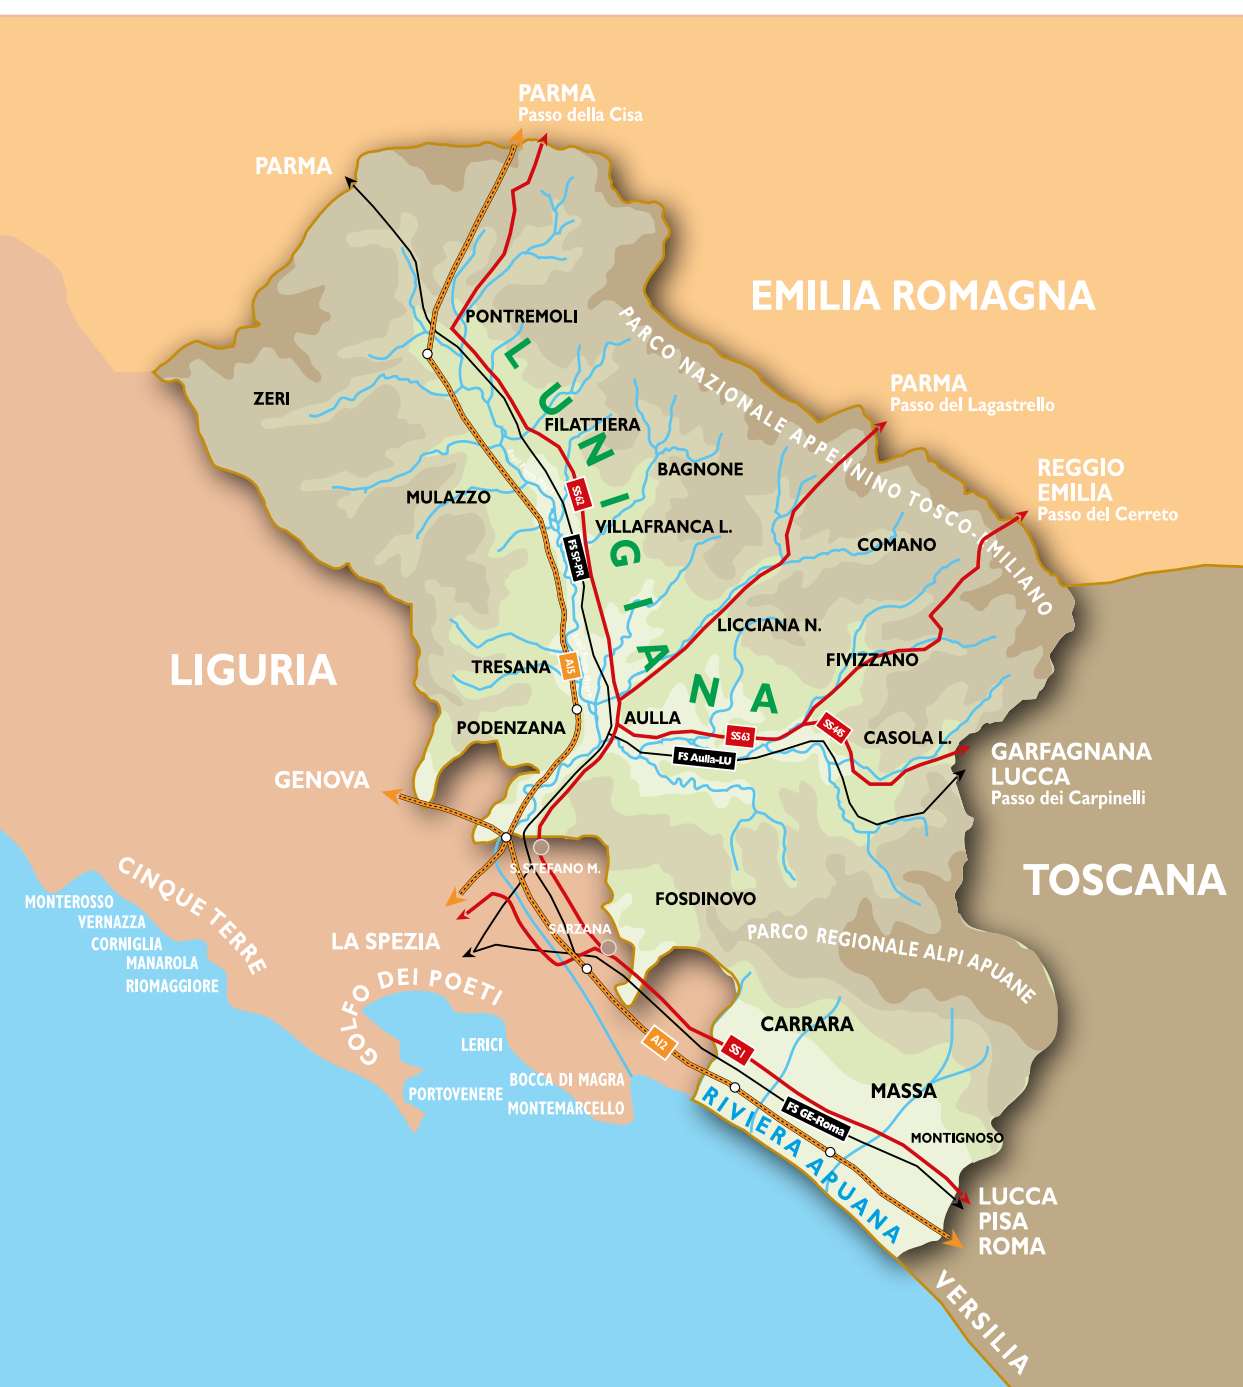 PARMA
Passo della Cisa
PARMA
EMILIA ROMAGNA
PONTREMOLI
PARCO NAZIONALE APPENNINO TOSCO-EMILIANO
LUNIGIANA
ZERI
PARMA
Passo del Lagastrello
FILATTIERA
BAGNONE
REGGIO
EMILIA
Passo del Cerreto
MULAZZO
SS62
VILLAFRANCA L.
FS SP-PR
COMANO
LICCIANA N.
LIGURIA
TRESANA
A15
FIVIZZANO
PODENZANA
AULLA
SS63
SS445
CASOLA L.
FS Aulla-LU
GARFAGNANA
LUCCA
Passo dei Carpinelli
GENOVA
TOSCANA
S. STEFANO M.
CINQUE TERRE
MONTEROSSO
VERNAZZA
CORNIGLIA
MANAROLA
RIOMAGGIORE
FOSDINOVO
SARZANA
LA SPEZIA
PARCO REGIONALE ALPI APUANE
GOLFO DEI POETI
CARRARA
LERICI
A12
SS1
BOCCA DI MAGRA
PORTOVENERE
MONTEMARCELLO
MASSA
FS GE-Roma
MONTIGNOSO
RIVIERA APUANA
LUCCA
PISA
ROMA
VERSILIA